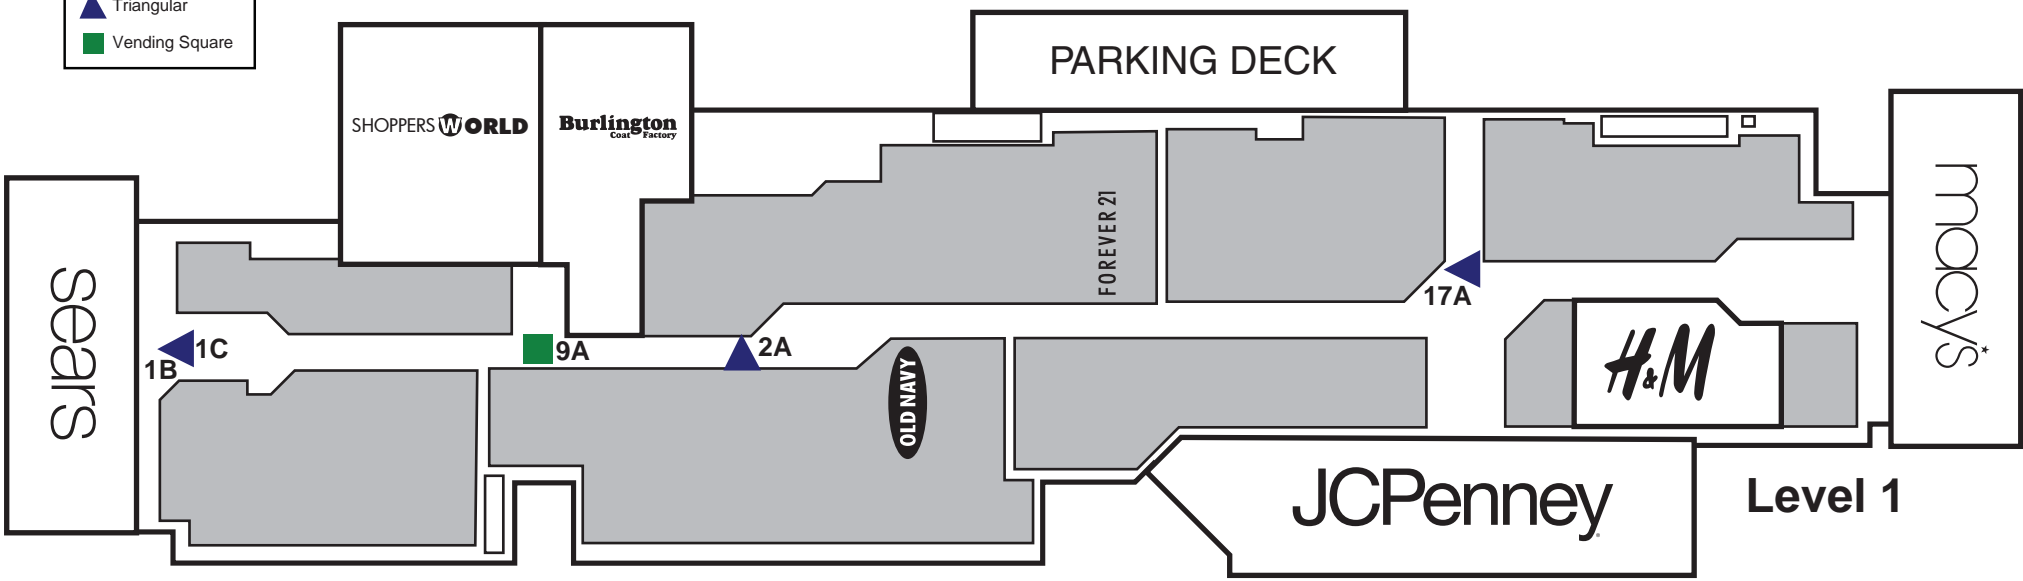 Triangular
Vending Square
PARKING DECK
SHOPPERS WORLD
Burlington
Coat Factory
macy's
sears
FOREVER 21
17A
1C
1B
9A
2A
OLD NAVY
H&M
JCPenney
Level 1